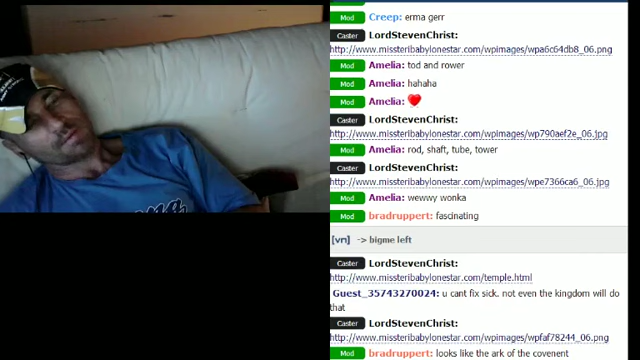 Mod Creep: erma gerr
Caster LordStevenChrist:
http://www.missteribabylonestar.com/wpimages/wpa6c64db8_06.png
Mod Amelia: tod and rower
Mod Amelia: hahaha
Mod Amelia: ❤
Caster LordStevenChrist:
http://www.missteribabylonestar.com/wpimages/wp790aef2e_06.jpg
Mod Amelia: rod, shaft, tube, tower
Caster LordStevenChrist:
http://www.missteribabylonestar.com/wpimages/wpe7366ca6_06.jpg
Mod Amelia: wewwy wonka
Mod bradruppert: fascinating
[vn] -> bigme left
Caster LordStevenChrist:
http://www.missteribabylonestar.com/temple.html
Guest_35743270024: u cant fix sick. not even the kingdom will do
that
Caster LordStevenChrist:
http://www.missteribabylonestar.com/wpimages/wpfaf78244_06.png
Mod bradruppert: looks like the ark of the covenent